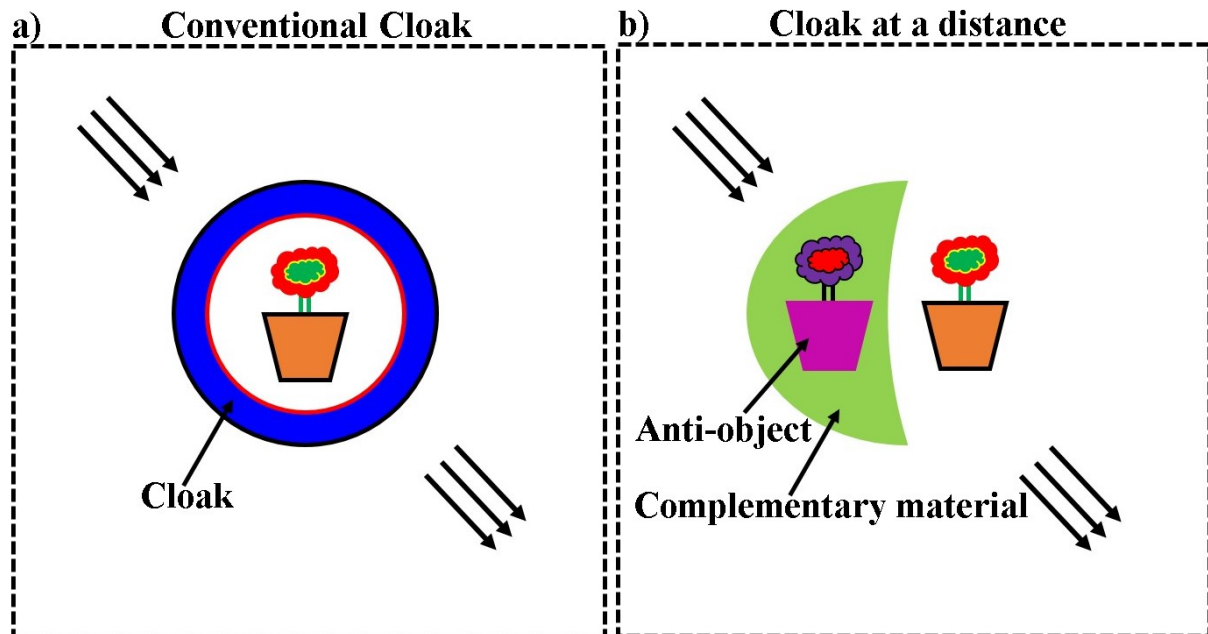 a) Conventional Cloak
b) Cloak at a distance
Cloak
Anti-object
Complementary material